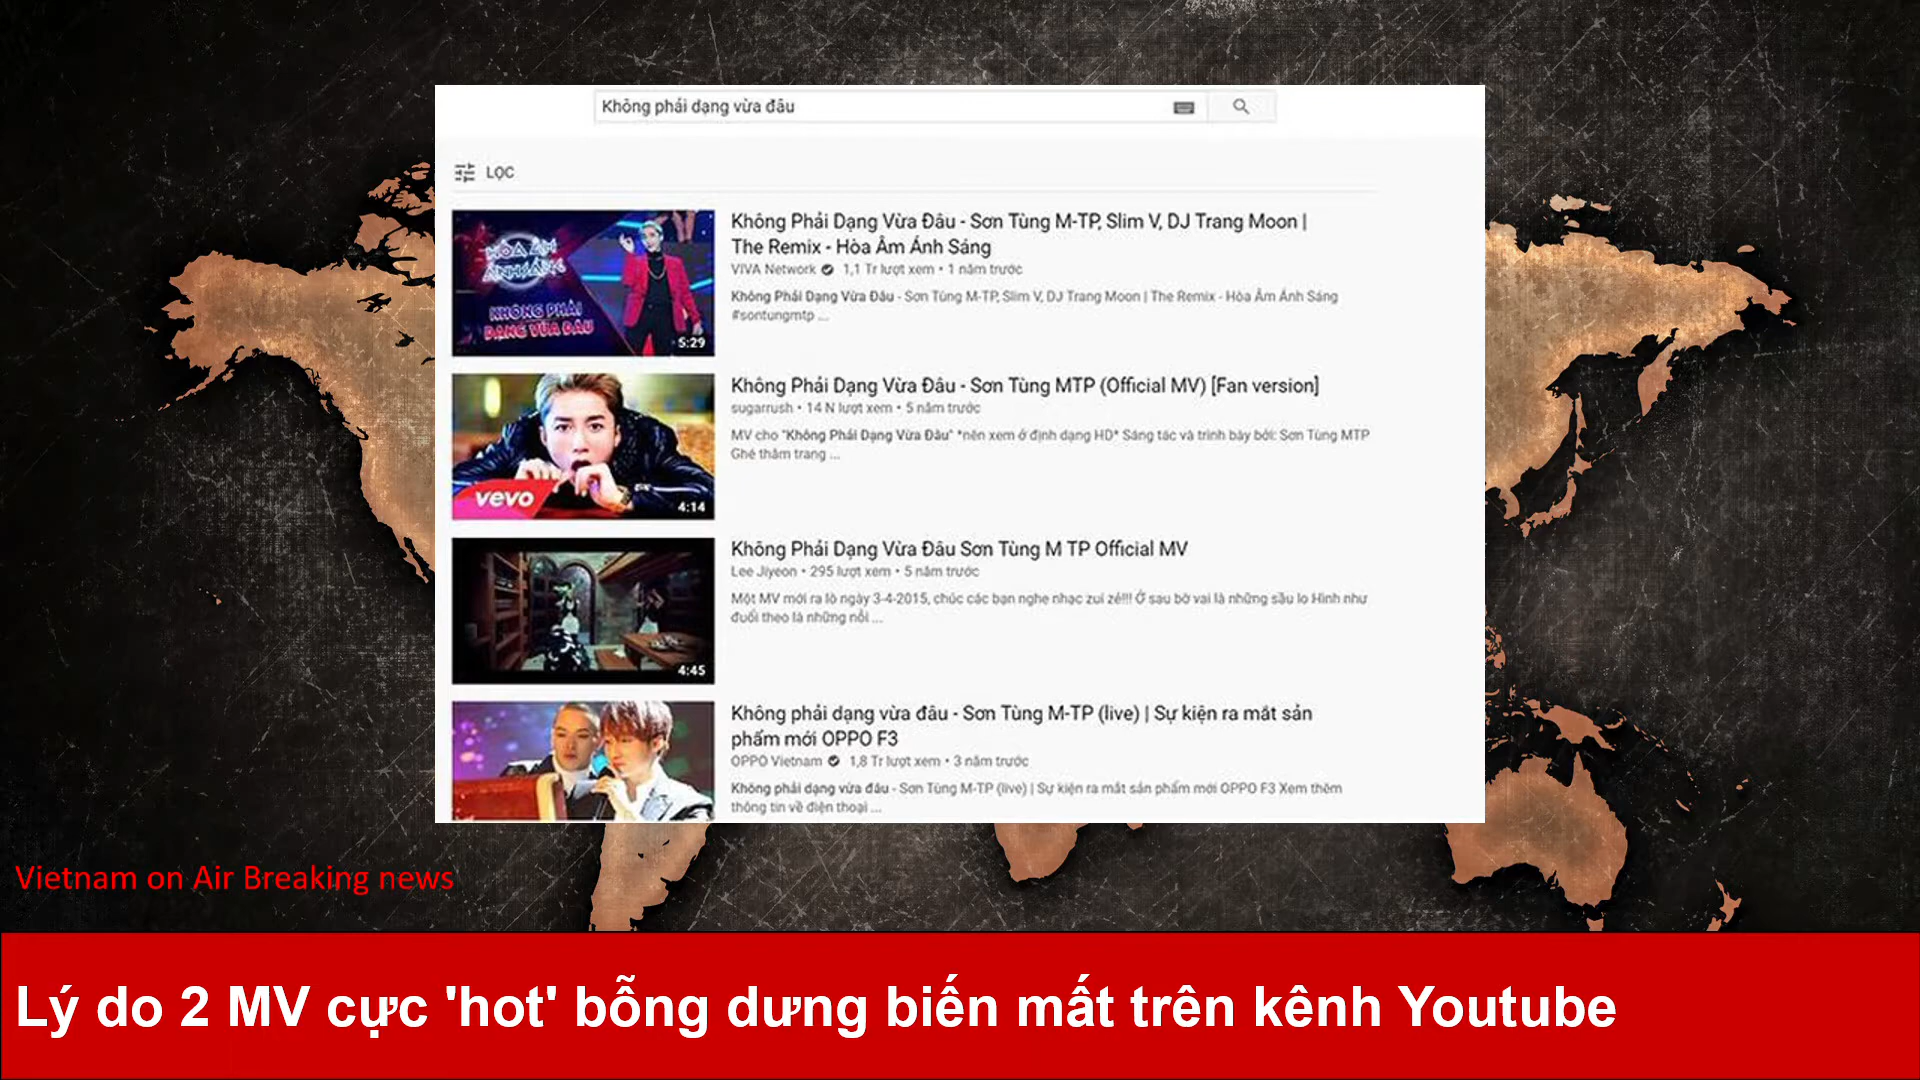 Không phải dạng vừa đâu
LỌC
HÒA ÂM
ÁNH SÁNG
KHÔNG PHẢI
DẠNG VỪA ĐÂU
5:29
Không Phải Dạng Vừa Đâu - Sơn Tùng M-TP, Slim V, DJ Trang Moon |
The Remix - Hòa Âm Ánh Sáng
VIVA Network 1,1 Tr lượt xem • 1 năm trước
Không Phải Dạng Vừa Đâu - Sơn Tùng M-TP, Slim V, DJ Trang Moon | The Remix - Hòa Âm Ánh Sáng
#sontungmtp ...
vevo
4:14
Không Phải Dạng Vừa Đâu - Sơn Tùng MTP (Official MV) [Fan version]
sugarrush • 14 N lượt xem • 5 năm trước
MV cho "Không Phải Dạng Vừa Đâu" *nên xem ở định dạng HD* Sáng tác và trình bày bởi: Sơn Tùng MTP
Ghé thăm trang ...
4:45
Không Phải Dạng Vừa Đâu Sơn Tùng M TP Official MV
Lee Jiyeon • 295 lượt xem • 5 năm trước
Một MV mới ra lò ngày 3-4-2015, chúc các bạn nghe nhạc zui zẻ!!! Ở sau bờ vai là những sầu lo Hình như
đuổi theo là những nỗi ...
Không phải dạng vừa đâu - Sơn Tùng M-TP (live) | Sự kiện ra mắt sản
phẩm mới OPPO F3
OPPO Vietnam 1,8 Tr lượt xem • 3 năm trước
Không phải dạng vừa đâu - Sơn Tùng M-TP (live) | Sự kiện ra mắt sản phẩm mới OPPO F3 Xem thêm
thông tin về điện thoại ...
Vietnam on Air Breaking news
Lý do 2 MV cực 'hot' bỗng dưng biến mất trên kênh Youtube